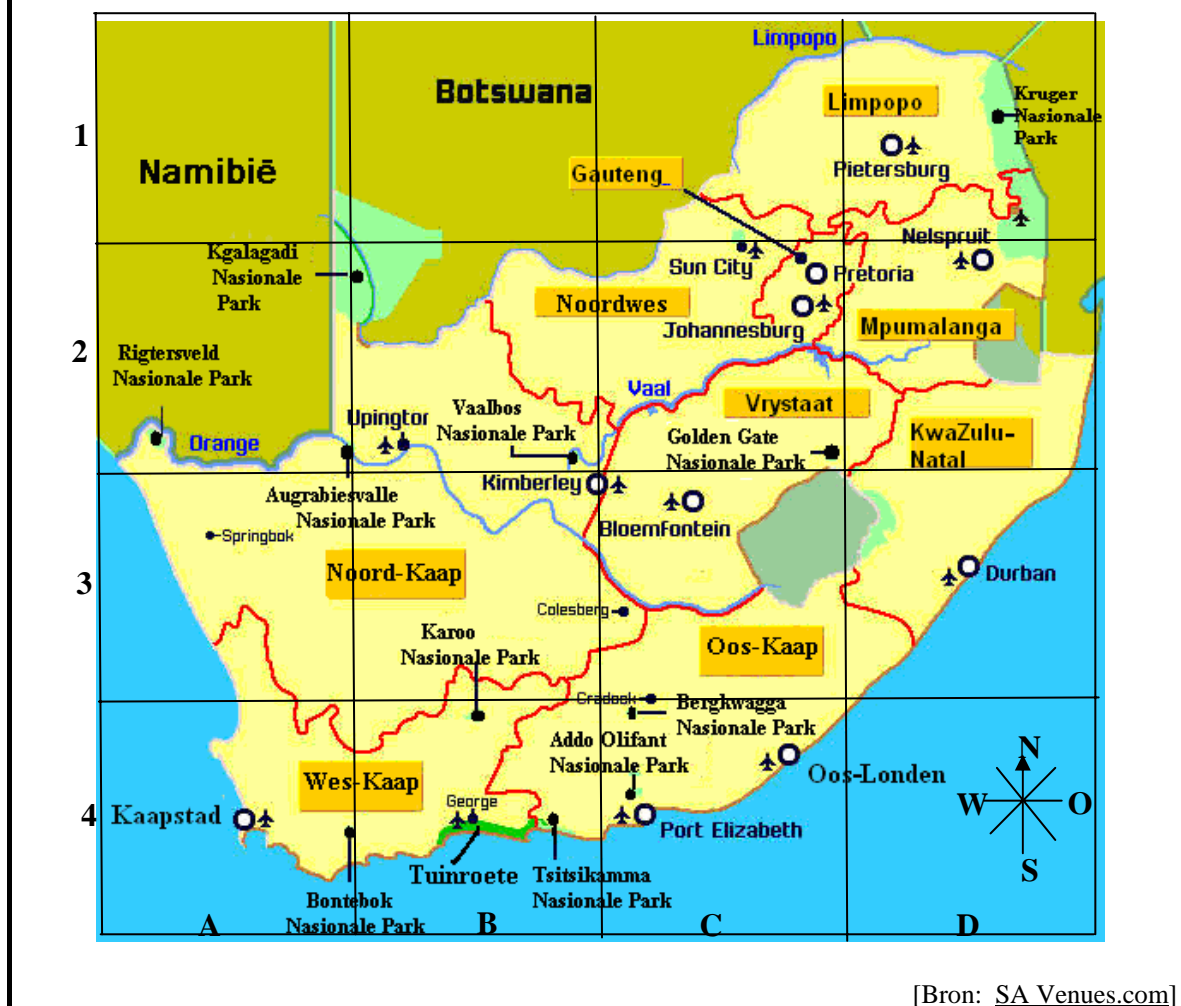 Limpopo
Botswana
Limpopo
Kruger
Nasionale
Park
1
Namibië
Pietersburg
Gauteng_
Nelspruit
Kgalagadi
Nasionale
Park
Sun City
Pretoria
Noordwes
Johannesburg
Mpumalanga
2
Rigtersveld
Nasionale Park
Vaal
Vrystaat
Upingtor
Vaalbos
Nasionale Park
Golden Gate
Nasionale Park
KwaZulu-
Natal
Orange
Kimberley
Augrabiesvalle
Nasionale Park
Bloemfontein
Springbok
Noord-Kaap
3
Durban
Colesberg
Karoo
Nasionale Park
Oos-Kaap
Cradook
Bergkwagga
Nasionale Park
Addo Olifant
Nasionale Park
N
Oos-Londen
Wes-Kaap
W
O
George
4
Kaapstad
Port Elizabeth
S
Tuinroete
Tsitsikamma
Nasionale Park
Bontebok
Nasionale Park
A
B
C
D
[Bron: SA Venues.com]